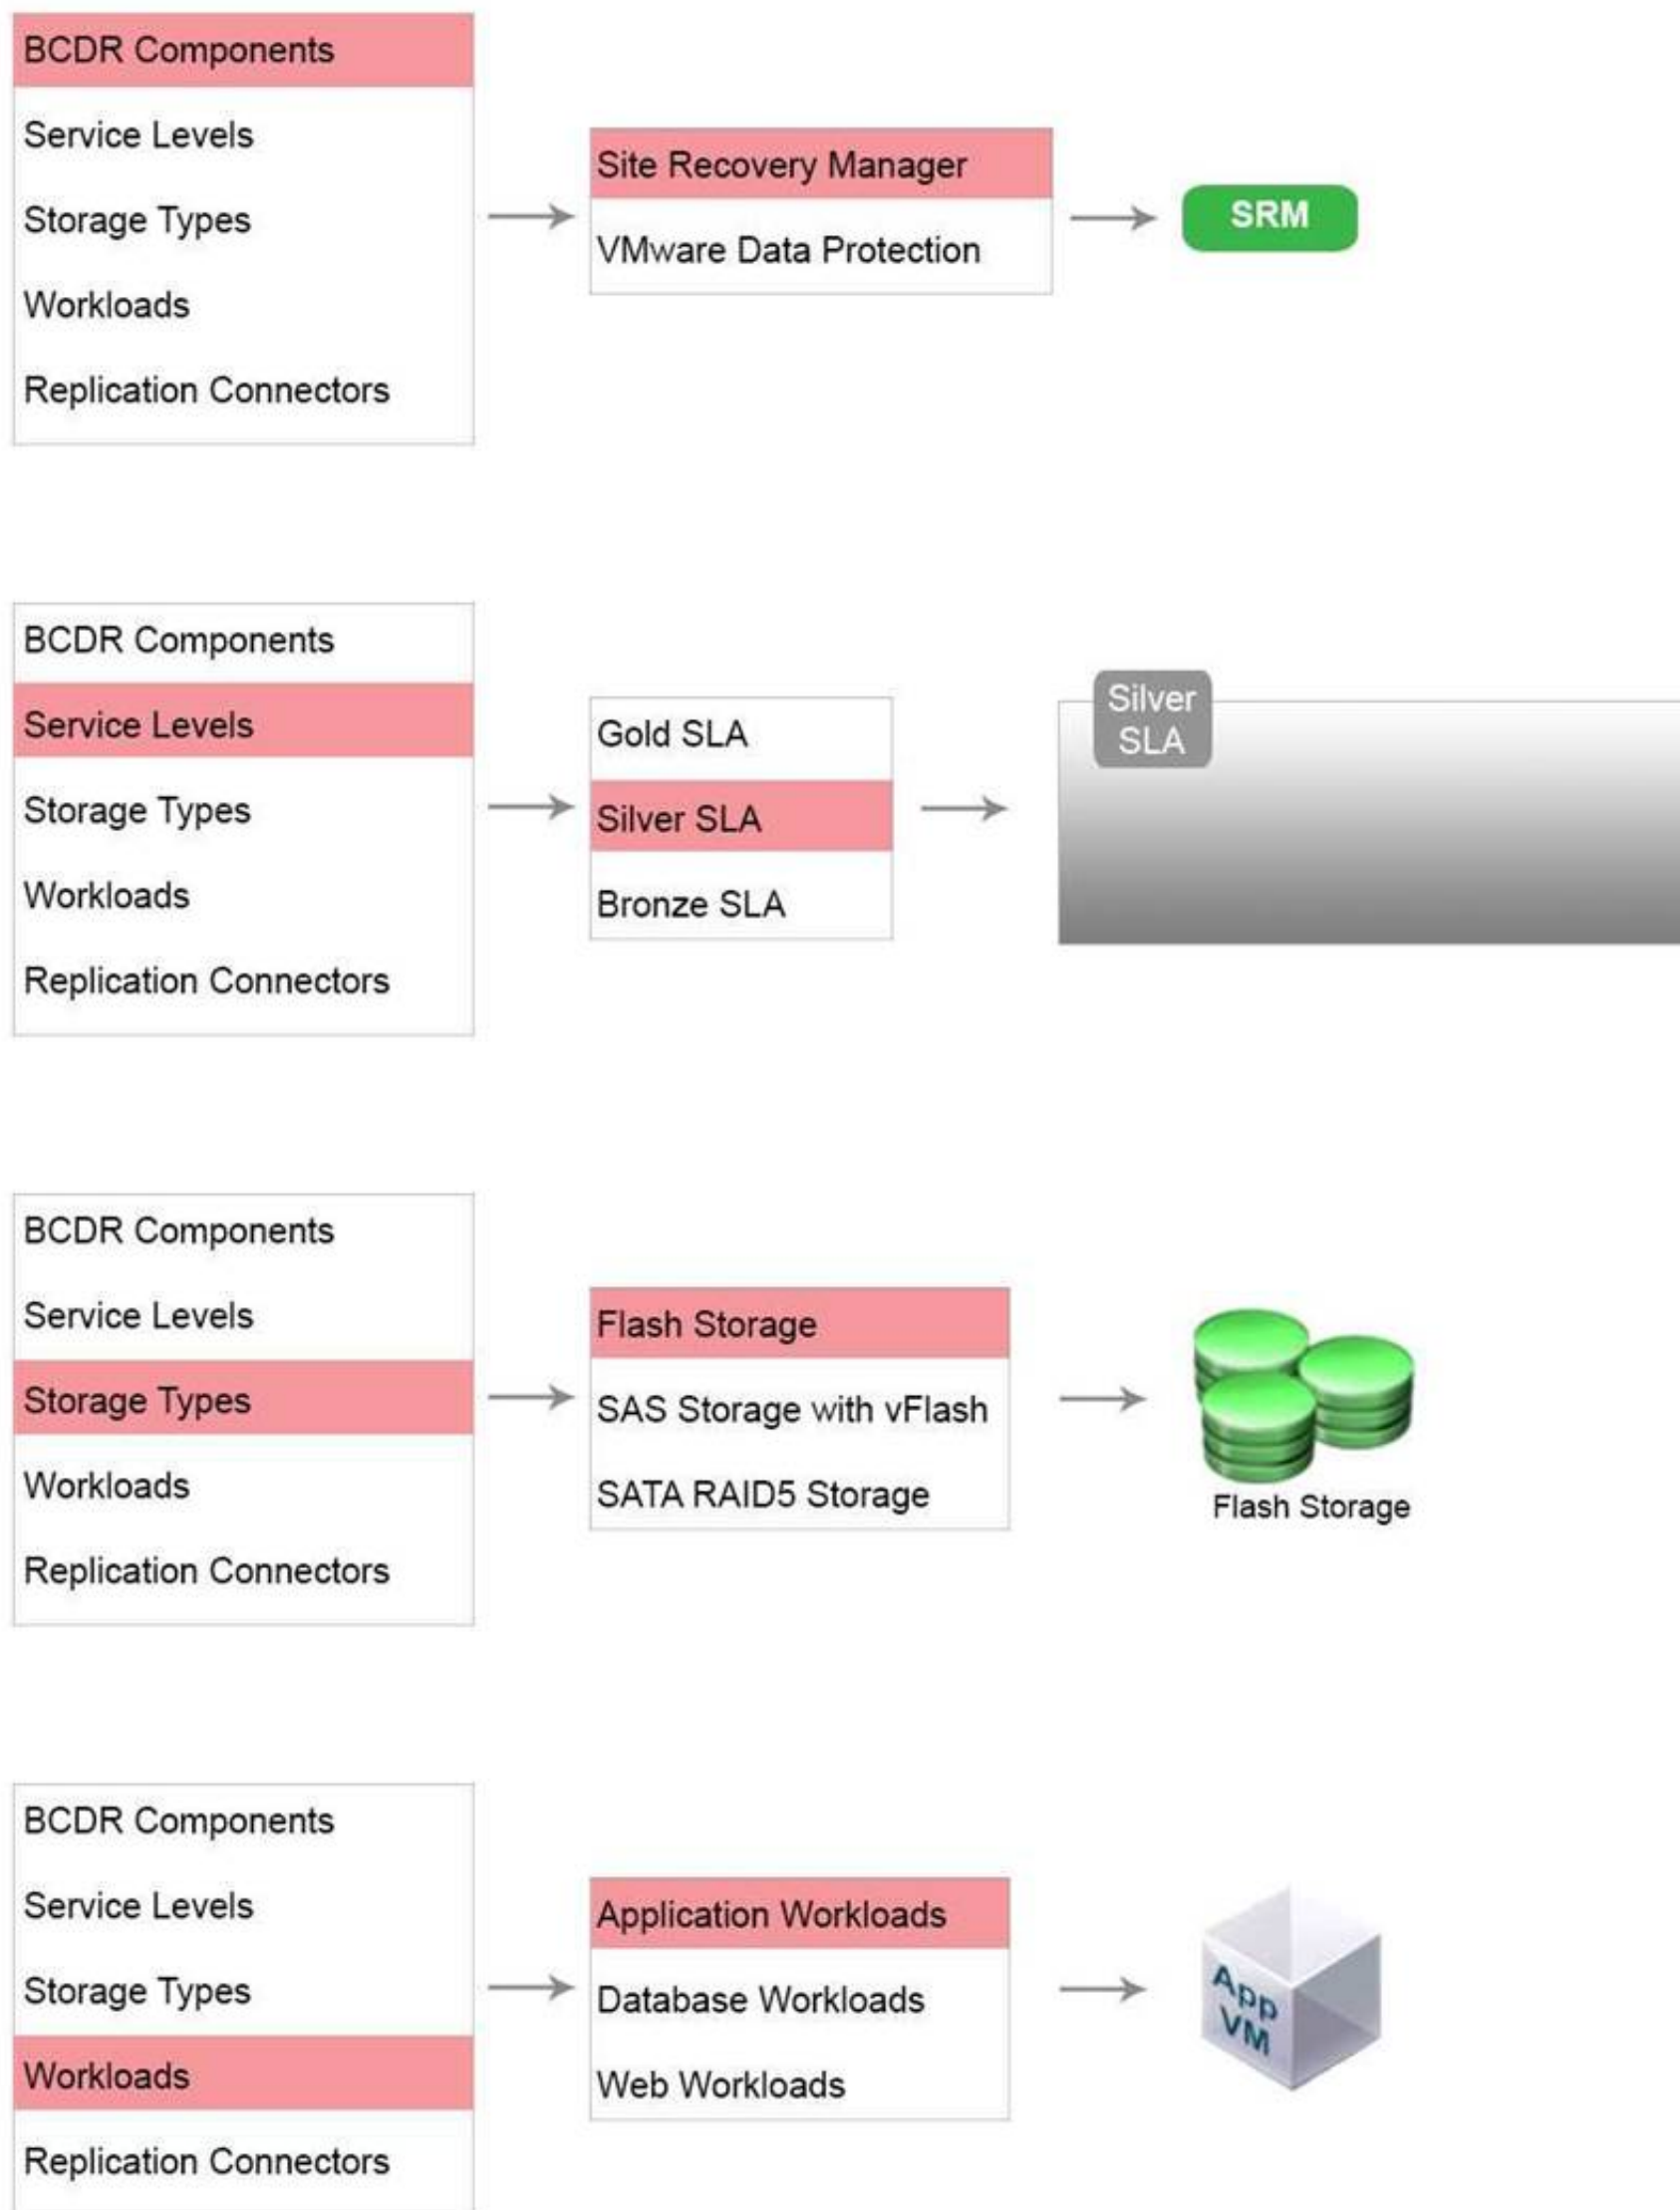 BCDR Components
Service Levels
Storage Types
Workloads
Replication Connectors
Site Recovery Manager
VMware Data Protection
SRM
BCDR Components
Service Levels
Storage Types
Workloads
Replication Connectors
Gold SLA
Silver SLA
Bronze SLA
Silver
SLA
BCDR Components
Service Levels
Storage Types
Workloads
Replication Connectors
Flash Storage
SAS Storage with vFlash
SATA RAID5 Storage
Flash Storage
BCDR Components
Service Levels
Storage Types
Workloads
Replication Connectors
Application Workloads
Database Workloads
Web Workloads
App
VM